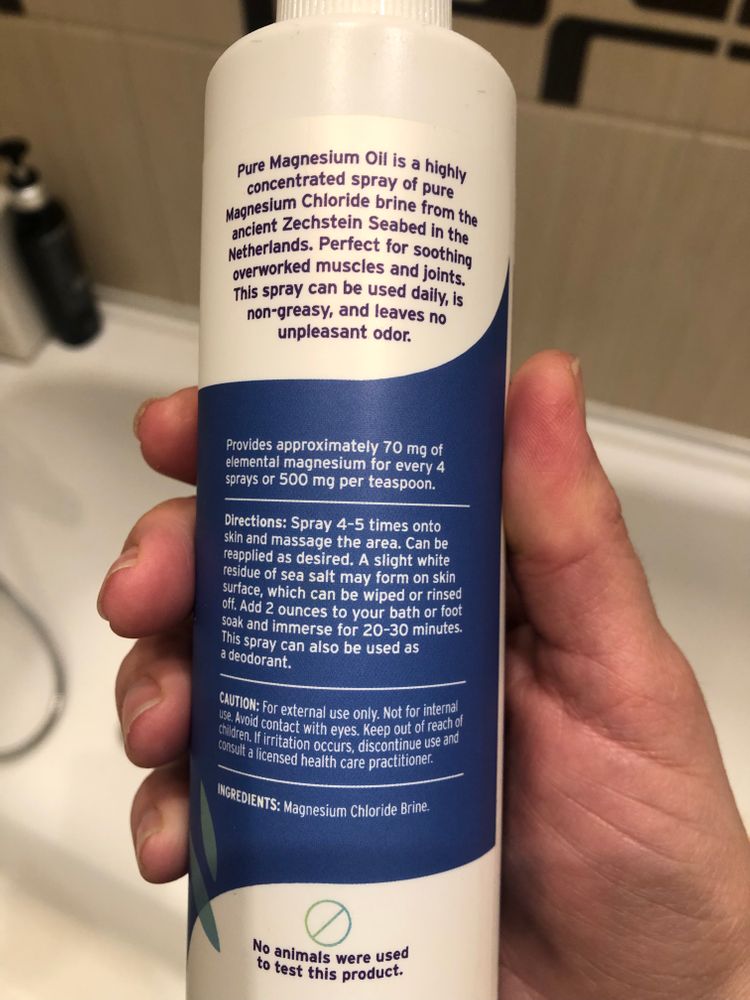 Pure Magnesium Oil is a highly
concentrated spray of pure
Magnesium Chloride brine from the
ancient Zechstein Seabed in the
Netherlands. Perfect for soothing
overworked muscles and joints.
This spray can be used daily, is
non-greasy, and leaves no
unpleasant odor.
Provides approximately 70 mg of
elemental magnesium for every 4
sprays or 500 mg per teaspoon.
Directions: Spray 4-5 times onto
skin and massage the area. Can be
reapplied as desired. A slight white
residue of sea salt may form on skin
surface, which can be wiped or rinsed
off. Add 2 ounces to your bath or foot
soak and immerse for 20-30 minutes.
This spray can also be used as
a deodorant.
CAUTION: For external use only. Not for internal
use. Avoid contact with eyes. Keep out of reach of
children. If irritation occurs, discontinue use and
consult a licensed health care practitioner.
INGREDIENTS: Magnesium Chloride Brine.
No animals were used
to test this product.